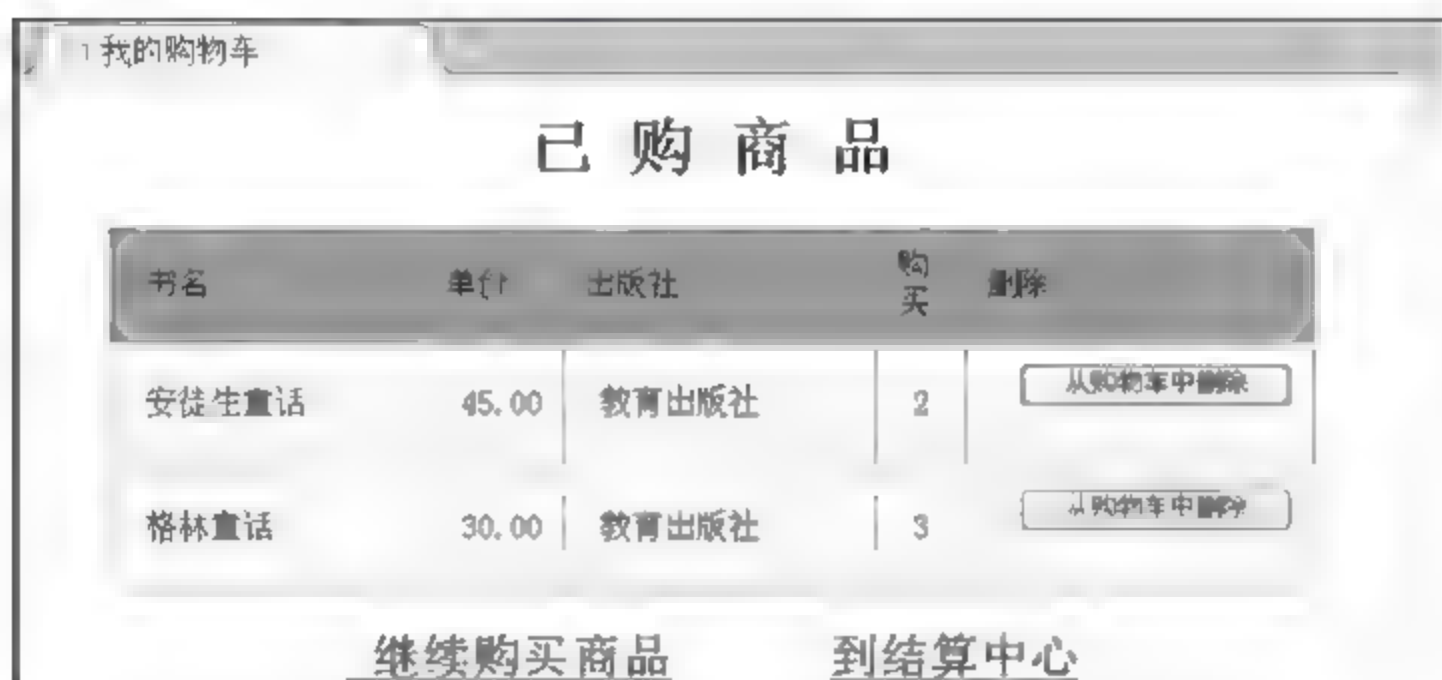 我的购物车
已购商品
书名 单价 出版社 购买 删除
安徒生童话 45.00 教育出版社 2 从购物车中删除
格林童话 30.00 教育出版社 3 从购物车中删除
继续购买商品 到结算中心